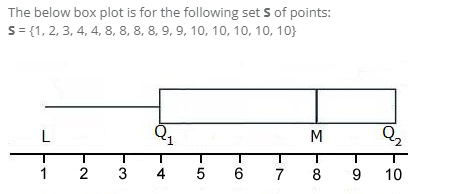 The below box plot is for the following set S of points:
S = {1, 2, 3, 4, 4, 8, 8, 8, 8, 9, 9, 10, 10, 10, 10, 10}
L Q₁ M Q₂
1 2 3 4 5 6 7 8 9 10